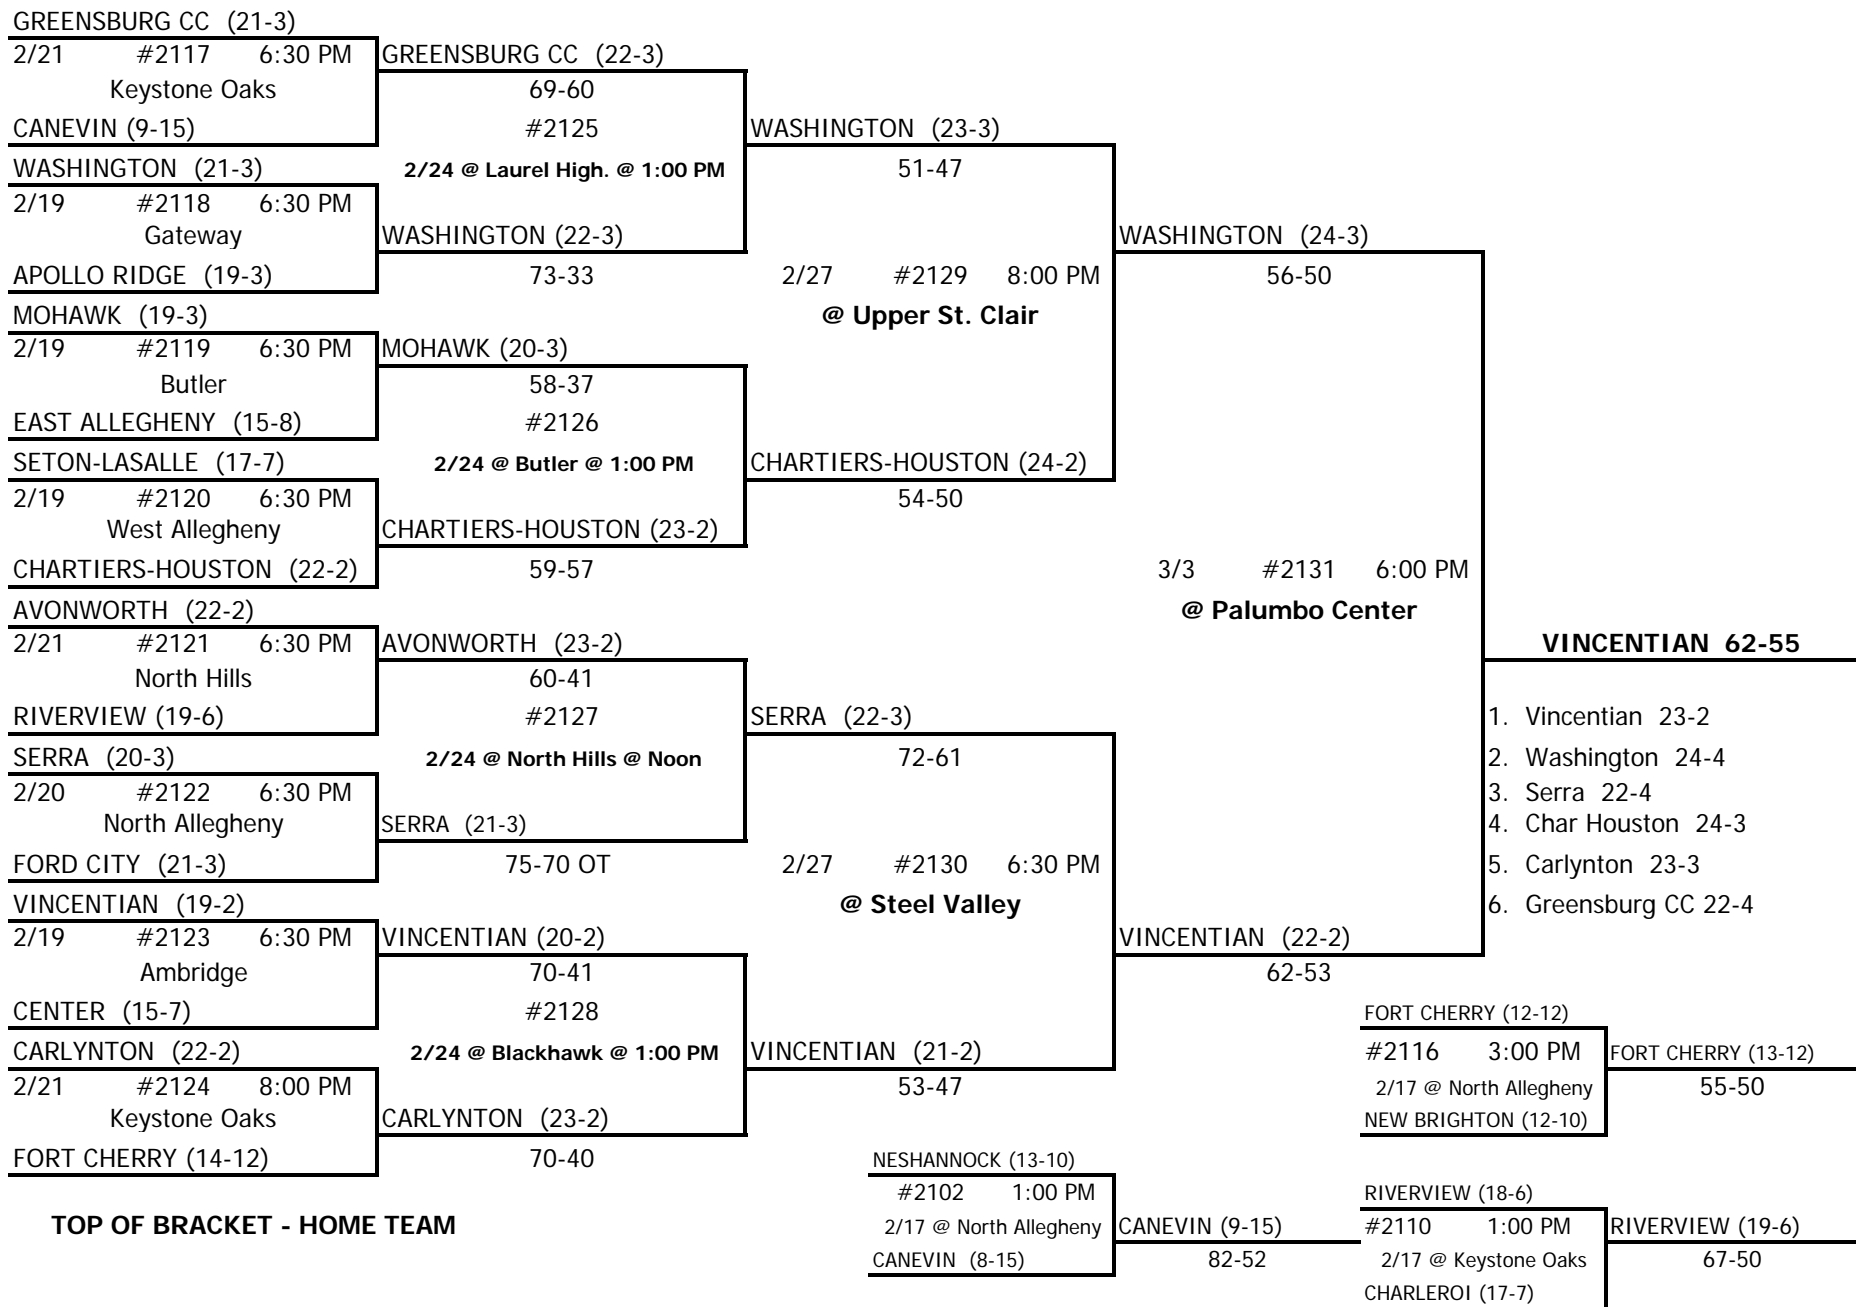 GREENSBURG CC (21-3)
2/21 #2117 6:30 PM
Keystone Oaks
CANEVIN (9-15)
WASHINGTON (21-3)
2/19 #2118 6:30 PM
Gateway
APOLLO RIDGE (19-3)
MOHAWK (19-3)
2/19 #2119 6:30 PM
Butler
EAST ALLEGHENY (15-8)
SETON-LASALLE (17-7)
2/19 #2120 6:30 PM
West Allegheny
CHARTIERS-HOUSTON (22-2)
AVONWORTH (22-2)
2/21 #2121 6:30 PM
North Hills
RIVERVIEW (19-6)
SERRA (20-3)
2/20 #2122 6:30 PM
North Allegheny
FORD CITY (21-3)
VINCENTIAN (19-2)
2/19 #2123 6:30 PM
Ambridge
CENTER (15-7)
CARLYNTON (22-2)
2/21 #2124 8:00 PM
Keystone Oaks
FORT CHERRY (14-12)
TOP OF BRACKET - HOME TEAM
GREENSBURG CC (22-3)
69-60
#2125
2/24 @ Laurel High. @ 1:00 PM
WASHINGTON (22-3)
73-33
MOHAWK (20-3)
58-37
#2126
2/24 @ Butler @ 1:00 PM
CHARTIERS-HOUSTON (23-2)
59-57
AVONWORTH (23-2)
60-41
#2127
2/24 @ North Hills @ Noon
SERRA (21-3)
75-70 OT
VINCENTIAN (20-2)
70-41
#2128
2/24 @ Blackhawk @ 1:00 PM
CARLYNTON (23-2)
70-40
WASHINGTON (23-3)
51-47
2/27 #2129 8:00 PM
@ Upper St. Clair
CHARTIERS-HOUSTON (24-2)
54-50
SERRA (22-3)
72-61
2/27 #2130 6:30 PM
@ Steel Valley
VINCENTIAN (21-2)
53-47
WASHINGTON (24-3)
56-50
3/3 #2131 6:00 PM
@ Palumbo Center
VINCENTIAN (22-2)
62-53
VINCENTIAN 62-55
1. Vincentian 23-2
2. Washington 24-4
3. Serra 22-4
4. Char Houston 24-3
5. Carlynton 23-3
6. Greensburg CC 22-4
FORT CHERRY (12-12)
#2116 3:00 PM
2/17 @ North Allegheny
NEW BRIGHTON (12-10)
FORT CHERRY (13-12)
55-50
NESHANNOCK (13-10)
#2102 1:00 PM
2/17 @ North Allegheny
CANEVIN (8-15)
CANEVIN (9-15)
82-52
RIVERVIEW (18-6)
#2110 1:00 PM
2/17 @ Keystone Oaks
CHARLEROI (17-7)
RIVERVIEW (19-6)
67-50